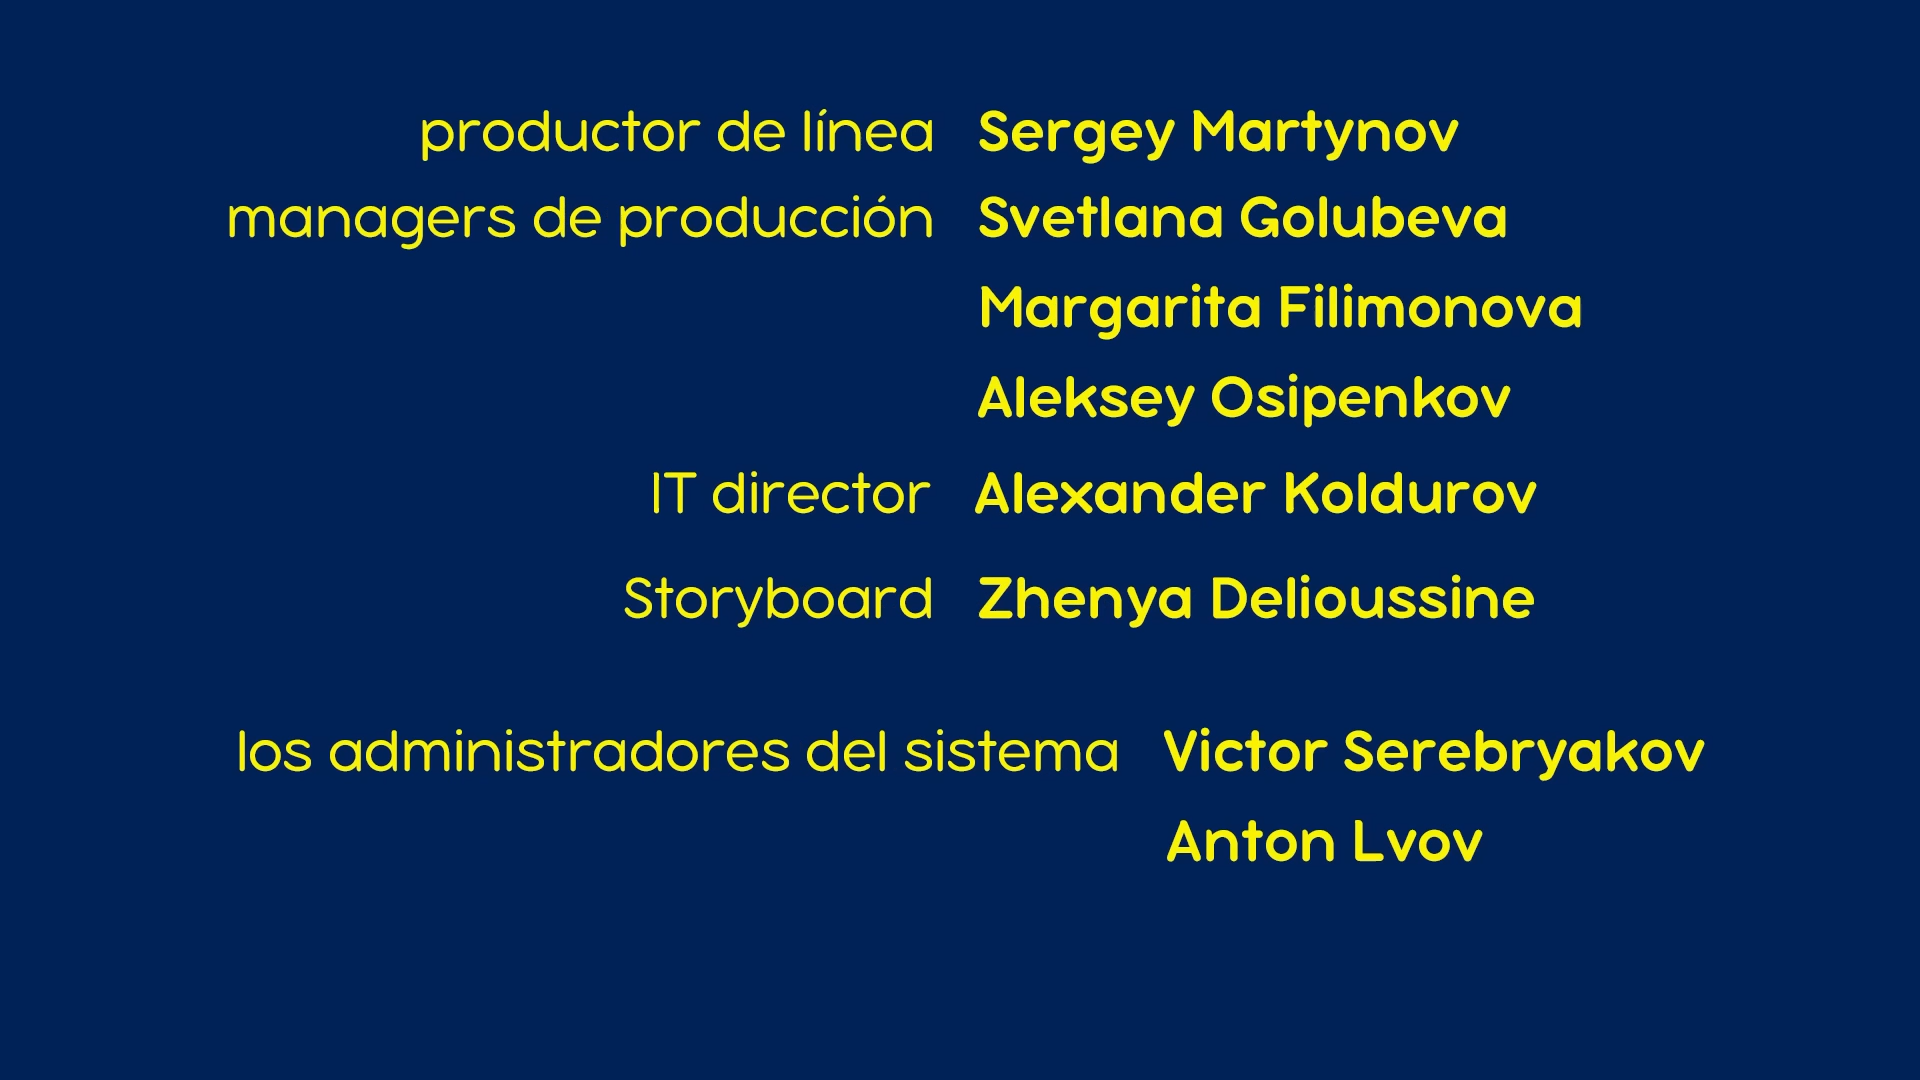 productor de línea Sergey Martynov
managers de producción Svetlana Golubeva
Margarita Filimonova
Aleksey Osipenkov
IT director Alexander Koldurov
Storyboard Zhenya Delioussine
los administradores del sistema Victor Serebryakov
Anton Lvov